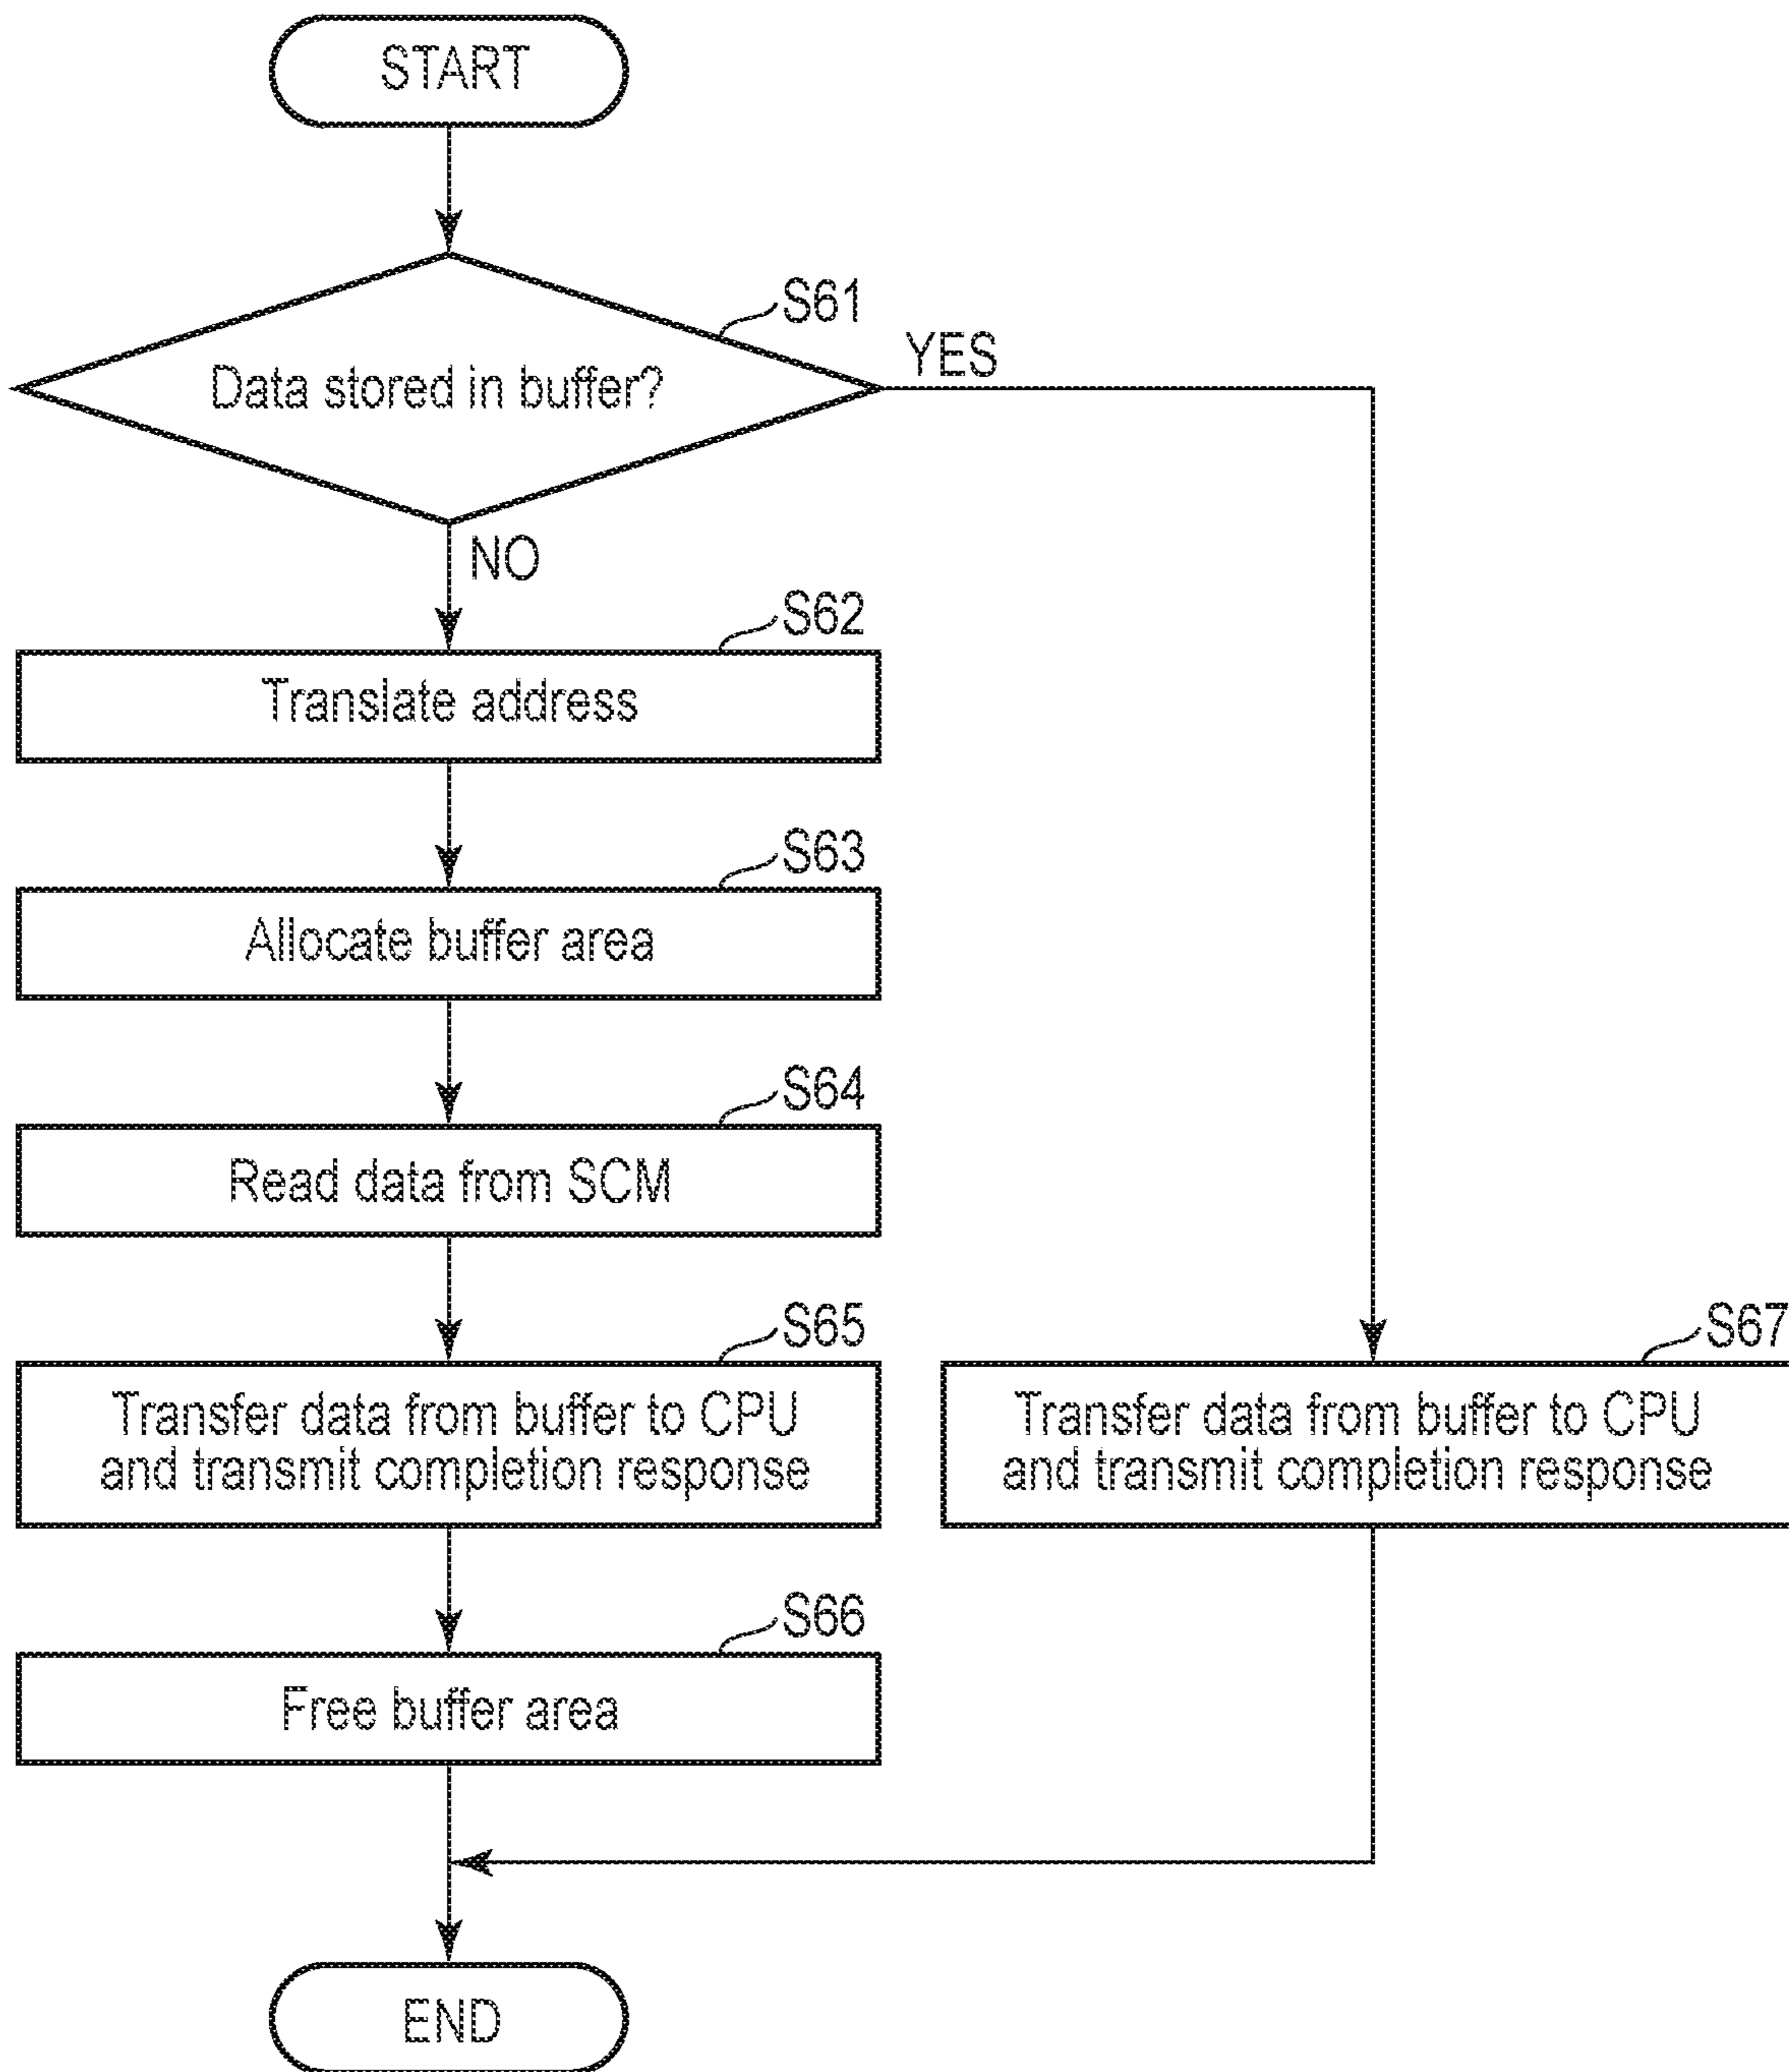 START
S61
Data stored in buffer?
YES
NO
S62
Translate address
S63
Allocate buffer area
S64
Read data from SCM
S65
Transfer data from buffer to CPU
and transmit completion response
S67
Transfer data from buffer to CPU
and transmit completion response
S66
Free buffer area
END